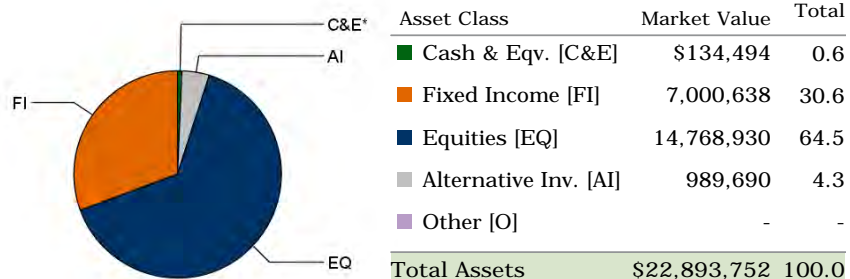 C&E*
AI
FI
EQ
Asset Class Market Value Total
Cash & Eqv. [C&E] $134,494 0.6
Fixed Income [FI] 7,000,638 30.6
Equities [EQ] 14,768,930 64.5
Alternative Inv. [AI] 989,690 4.3
Other [O] - -
Total Assets $22,893,752 100.0